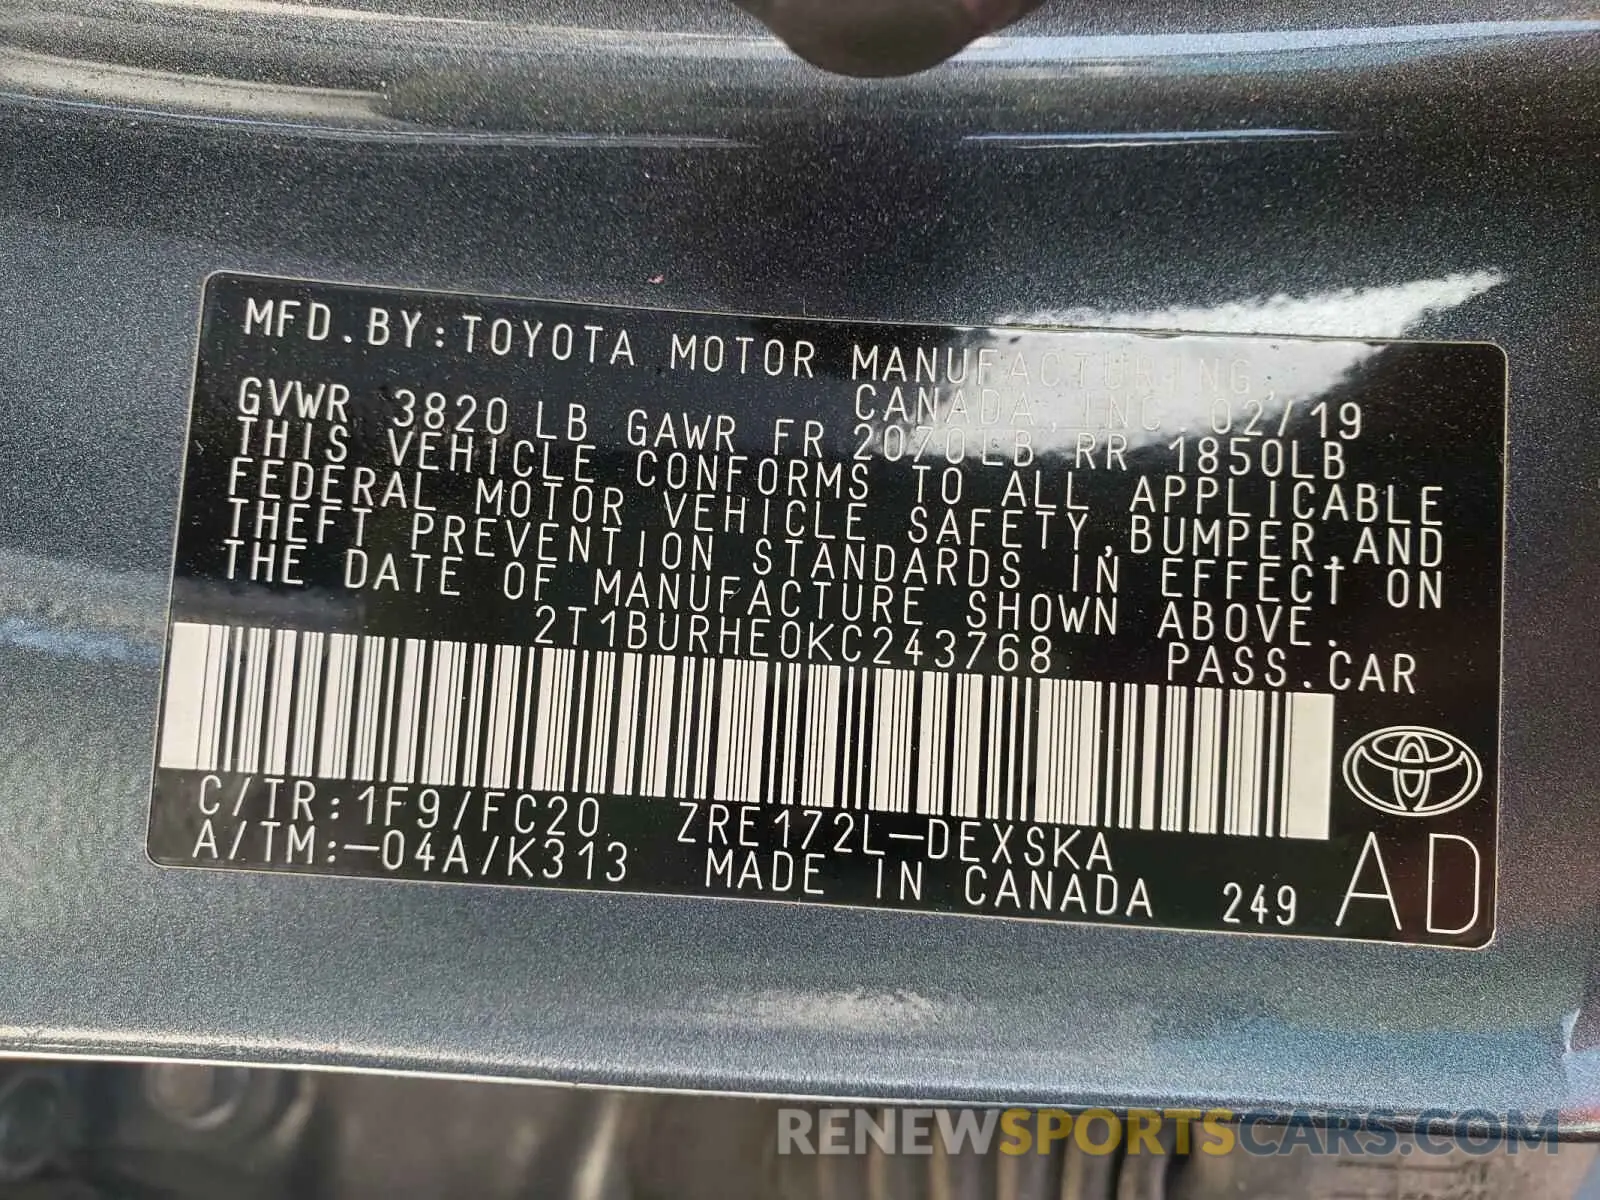 MFD.BY:TOYOTA MOTOR MANUFACTURING,
CANADA, INC. 02/19
GVWR 3820 LB GAWR FR 2070LB RR 1850LB
THIS VEHICLE CONFORMS TO ALL APPLICABLE
FEDERAL MOTOR VEHICLE SAFETY,BUMPER,AND
THEFT PREVENTION STANDARDS IN EFFECT ON
THE DATE OF MANUFACTURE SHOWN ABOVE.
2T1BURHE0KC243768 PASS.CAR
C/TR:1F9/FC20 ZRE172L-DEXSKA
A/TM:-04A/K313 MADE IN CANADA 249 AD
RENEWSPORTSCARS.COM